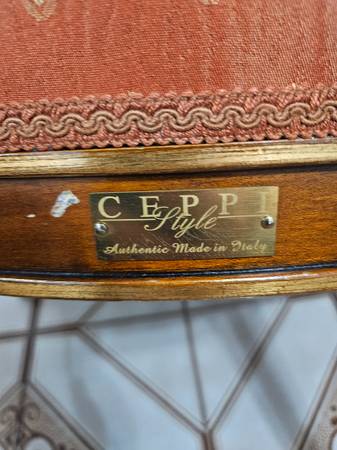 CEPPI
Style
Authentic Made in Italy